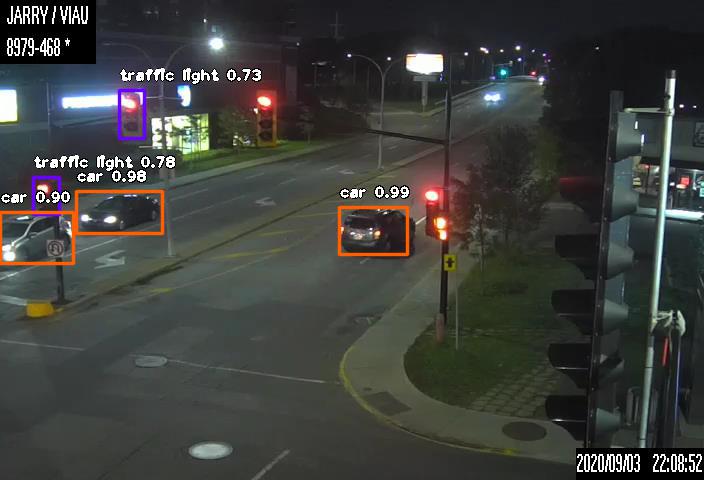 JARRY / VIAU
8979-468 *
traffic light 0.73
traffic light 0.78
car 0.98
car 0.90
car 0.99
2020/09/03 22:08:52